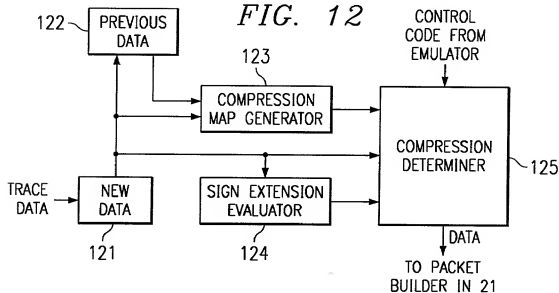 FIG. 12
122
PREVIOUS
DATA
CONTROL
CODE FROM
EMULATOR
123
COMPRESSION
MAP GENERATOR
COMPRESSION
DETERMINER
125
TRACE
DATA
NEW
DATA
121
SIGN EXTENSION
EVALUATOR
124
DATA
TO PACKET
BUILDER IN 21